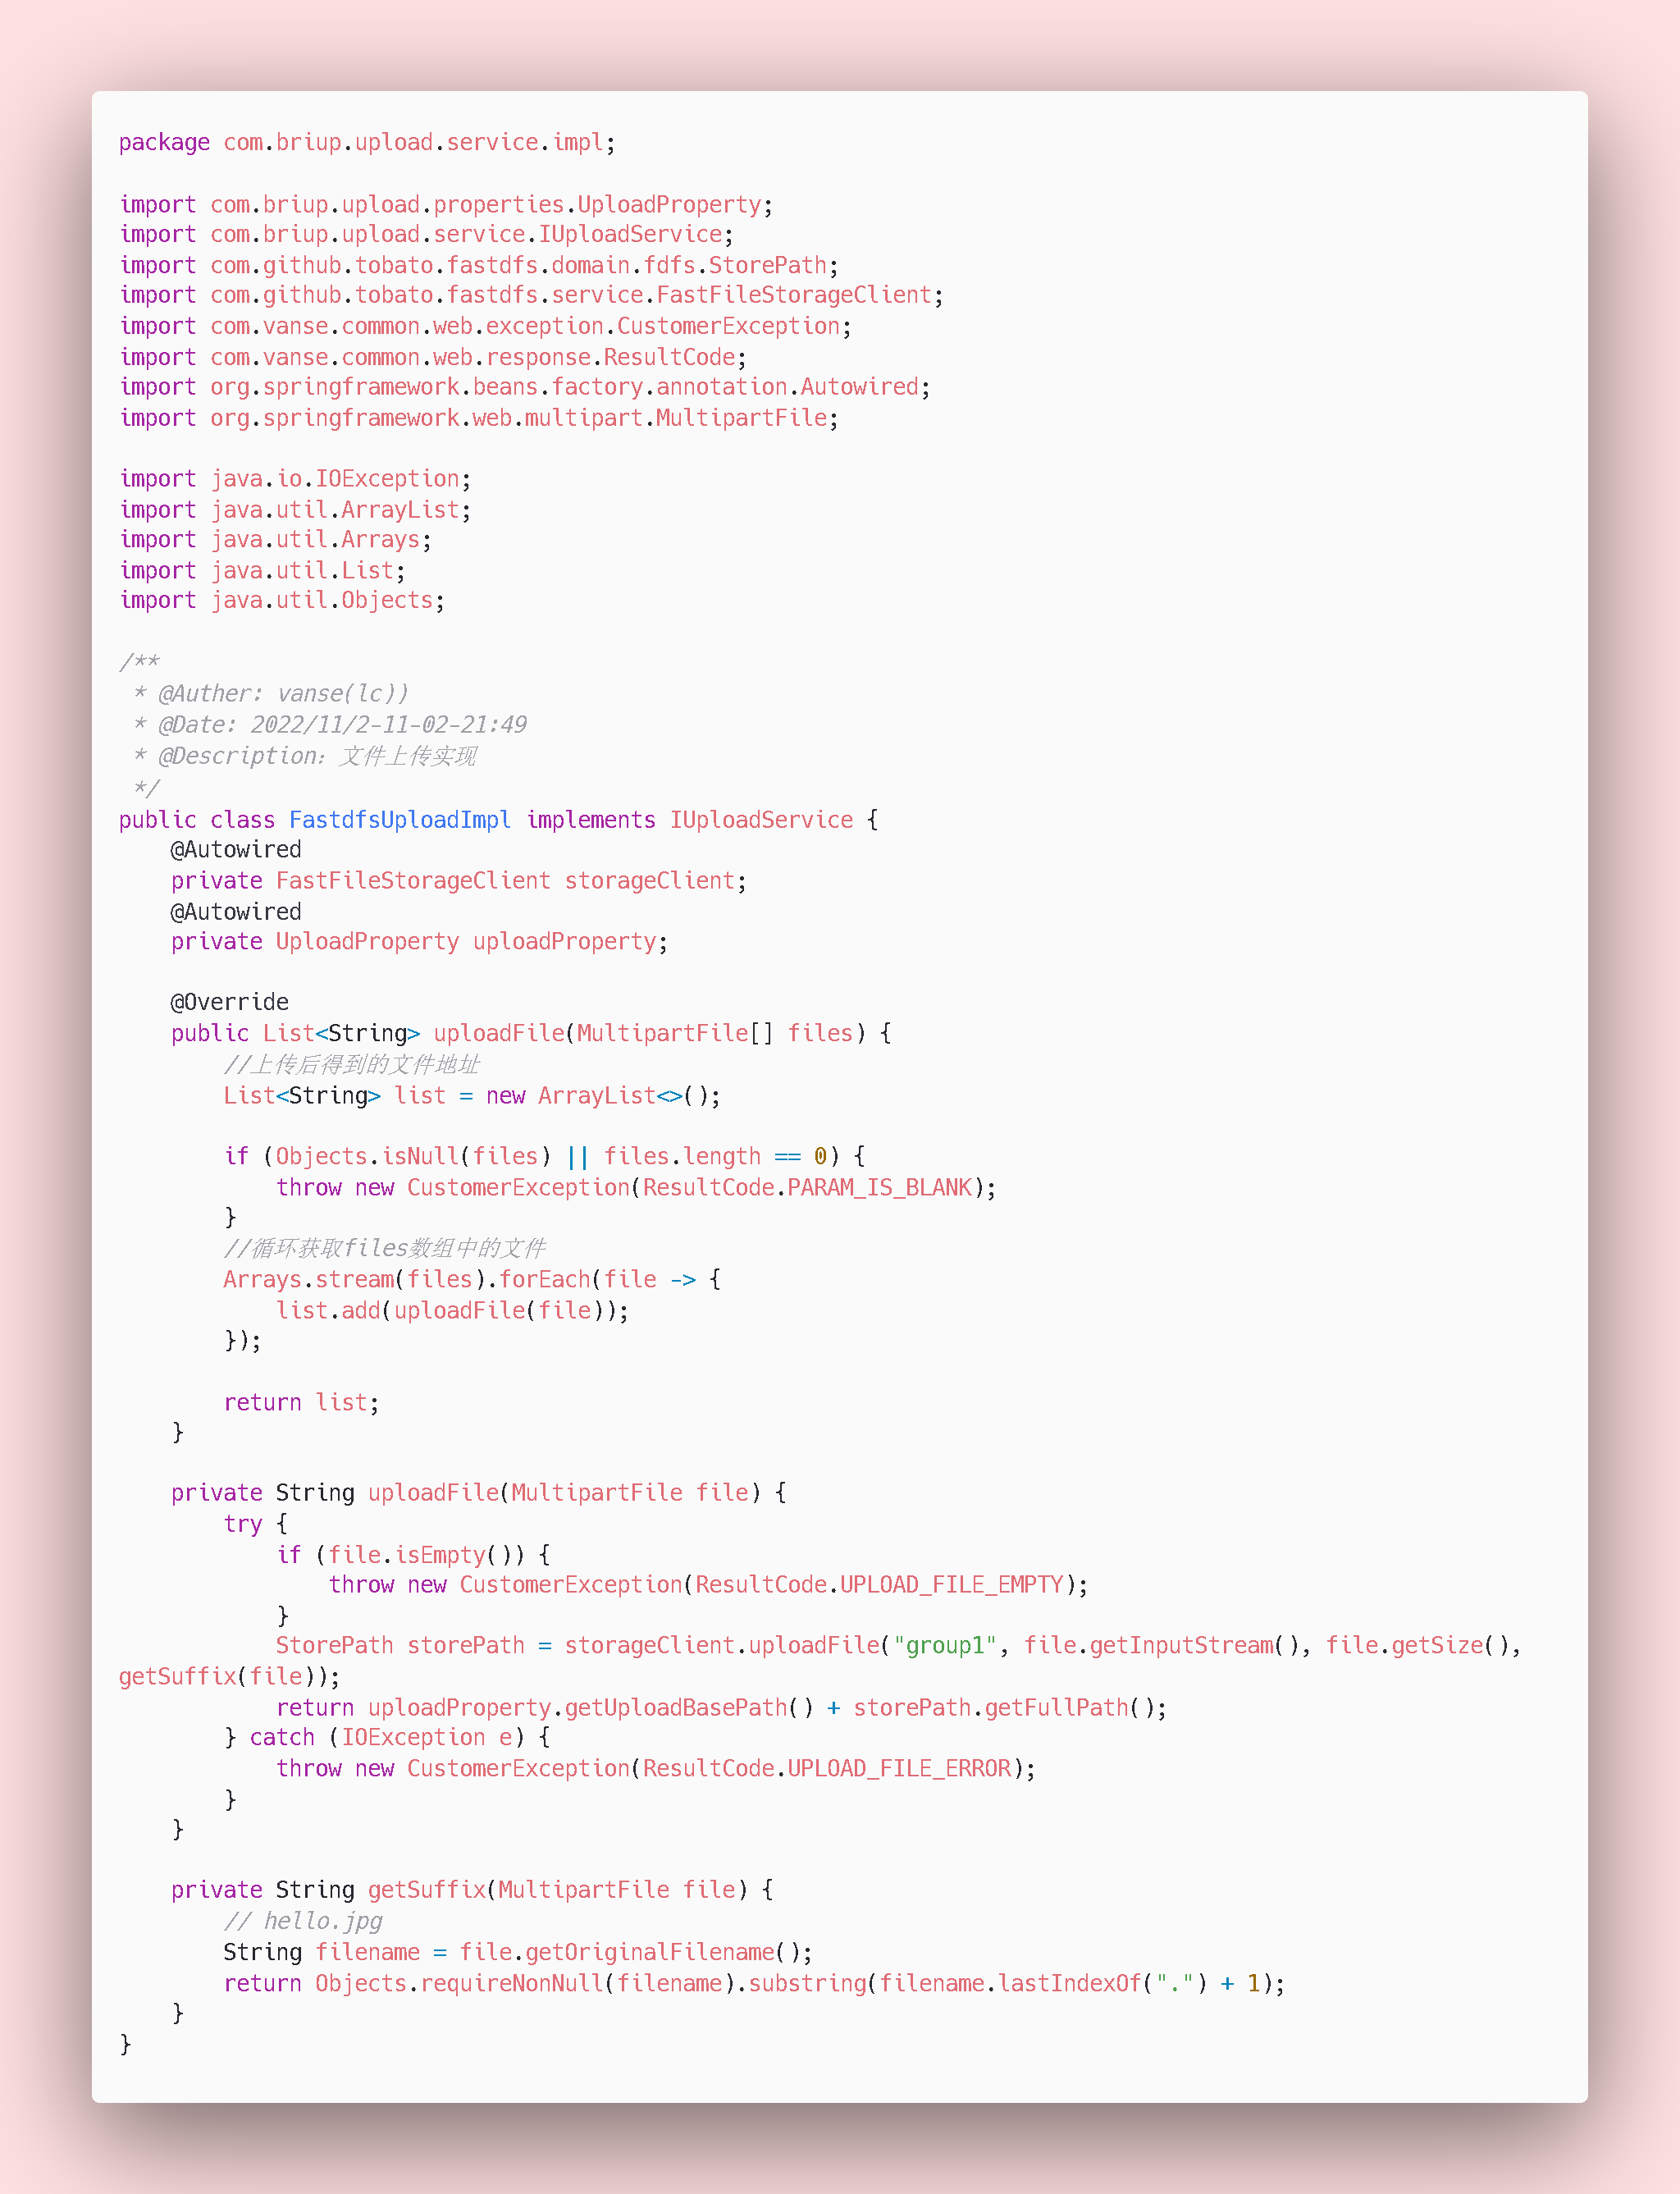 package com.briup.upload.service.impl;

import com.briup.upload.properties.UploadProperty;
import com.briup.upload.service.IUploadService;
import com.github.tobato.fastdfs.domain.fdfs.StorePath;
import com.github.tobato.fastdfs.service.FastFileStorageClient;
import com.vanse.common.web.exception.CustomerException;
import com.vanse.common.web.response.ResultCode;
import org.springframework.beans.factory.annotation.Autowired;
import org.springframework.web.multipart.MultipartFile;

import java.io.IOException;
import java.util.ArrayList;
import java.util.Arrays;
import java.util.List;
import java.util.Objects;

/**
 * @Auther: vanse(lc))
 * @Date: 2022/11/2-11-02-21:49
 * @Description：文件上传实现
 */
public class FastdfsUploadImpl implements IUploadService {
    @Autowired
    private FastFileStorageClient storageClient;
    @Autowired
    private UploadProperty uploadProperty;

    @Override
    public List<String> uploadFile(MultipartFile[] files) {
        //上传后得到的文件地址
        List<String> list = new ArrayList<>();

        if (Objects.isNull(files) || files.length == 0) {
            throw new CustomerException(ResultCode.PARAM_IS_BLANK);
        }
        //循环获取files数组中的文件
        Arrays.stream(files).forEach(file -> {
            list.add(uploadFile(file));
        });

        return list;
    }

    private String uploadFile(MultipartFile file) {
        try {
            if (file.isEmpty()) {
                throw new CustomerException(ResultCode.UPLOAD_FILE_EMPTY);
            }
            StorePath storePath = storageClient.uploadFile("group1", file.getInputStream(), file.getSize(),
getSuffix(file));
            return uploadProperty.getUploadBasePath() + storePath.getFullPath();
        } catch (IOException e) {
            throw new CustomerException(ResultCode.UPLOAD_FILE_ERROR);
        }
    }

    private String getSuffix(MultipartFile file) {
        // hello.jpg
        String filename = file.getOriginalFilename();
        return Objects.requireNonNull(filename).substring(filename.lastIndexOf(".") + 1);
    }
}